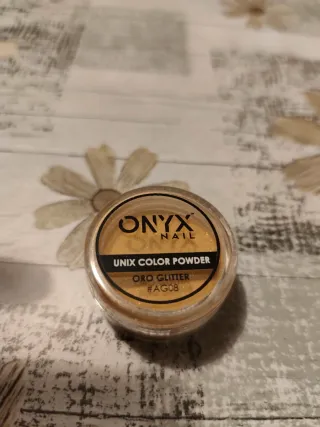 ONYX
NAIL
UNIX COLOR POWDER
ORO GLITTER
#AG08